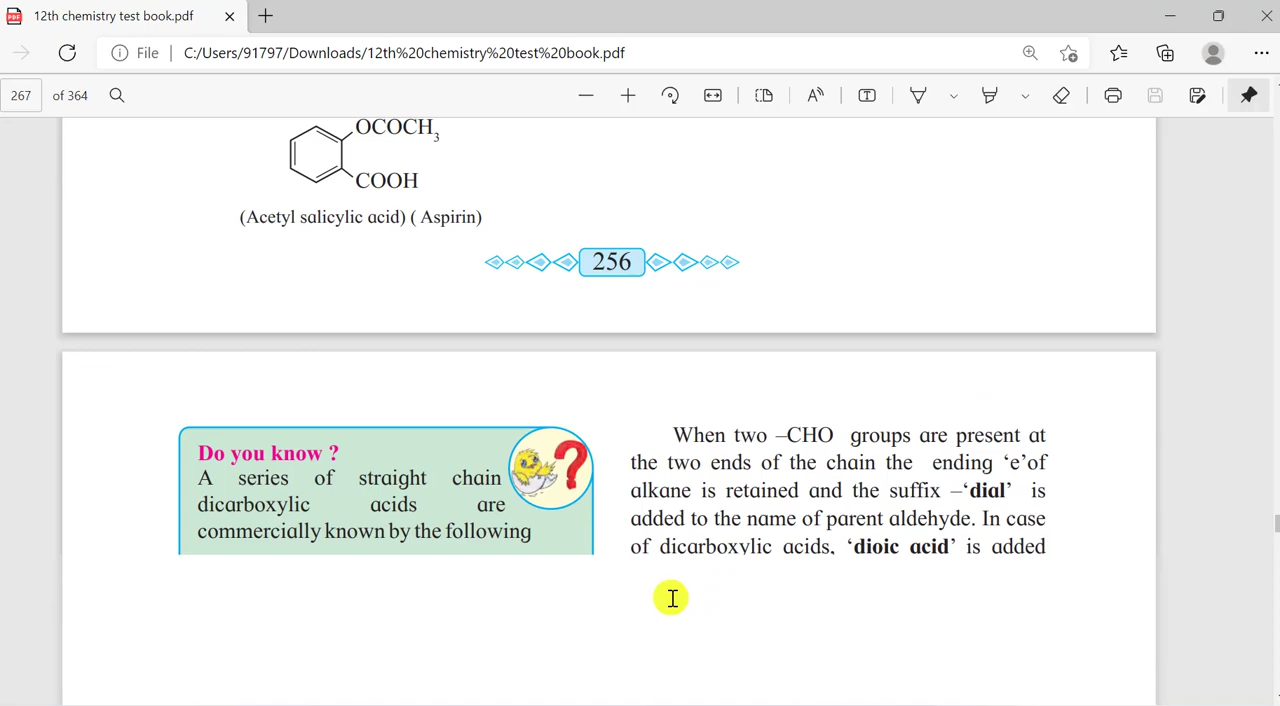 12th chemistry test book.pdf
File
C:/Users/91797/Downloads/12th%20chemistry%20test%20book.pdf
267 of 364
OCOCH3
COOH
(Acetyl salicylic acid) ( Aspirin)
256
Do you know ?
A series of straight chain
dicarboxylic acids are
commercially known by the following
When two –CHO groups are present at
the two ends of the chain the ending ‘e’of
alkane is retained and the suffix –‘dial’ is
added to the name of parent aldehyde. In case
of dicarboxylic acids, ‘dioic acid’ is added